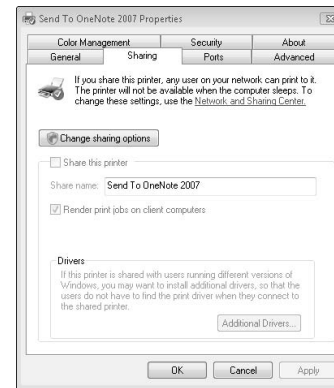 Send To OneNote 2007 Properties
Color Management Security About
General Sharing Ports Advanced
If you share this printer, any user on your network can print to it.
The printer will not be available when the computer sleeps. To
change these settings, use the Network and Sharing Center.
Change sharing options
Share this printer
Share name: Send To OneNote 2007
Render print jobs on client computers
Drivers
If this printer is shared with users running different versions of
Windows, you may want to install additional drivers, so that the
users do not have to find the print driver when they connect to
the shared printer.
Additional Drivers...
OK Cancel Apply